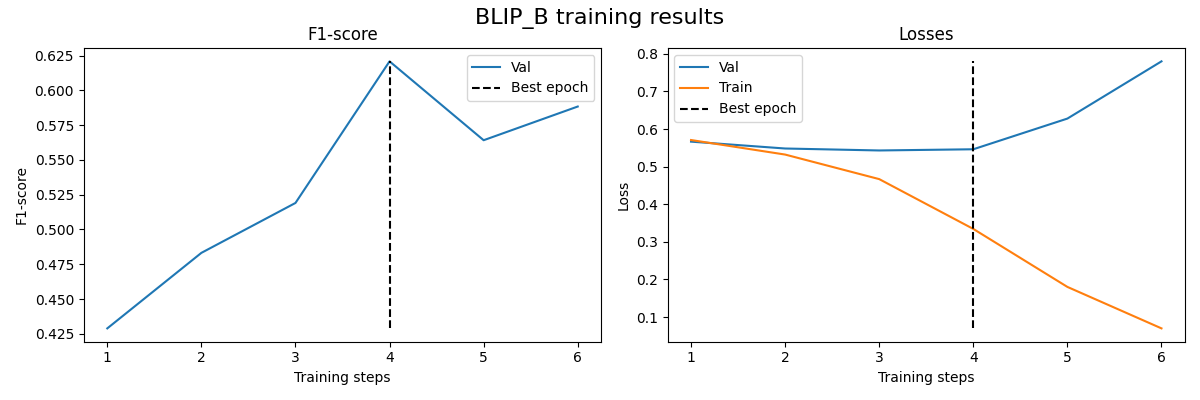 BLIP_B training results
F1-score
F1-score
0.625
0.600
0.575
0.550
0.525
0.500
0.475
0.450
0.425
Val
Best epoch
1 2 3 4 5 6
Training steps
Losses
Loss
0.8
0.7
0.6
0.5
0.4
0.3
0.2
0.1
Val
Train
Best epoch
1 2 3 4 5 6
Training steps